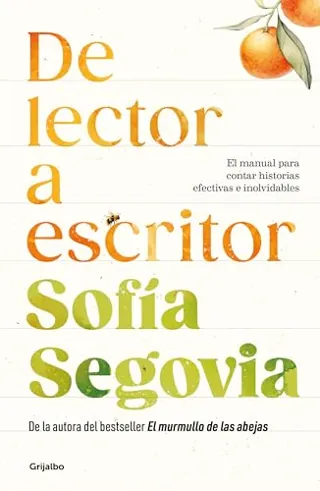 De
lector
a
escritor
El manual para
contar historias
efectivas e inolvidables
Sofía
Segovia
De la autora del bestseller El murmullo de las abejas
Grijalbo